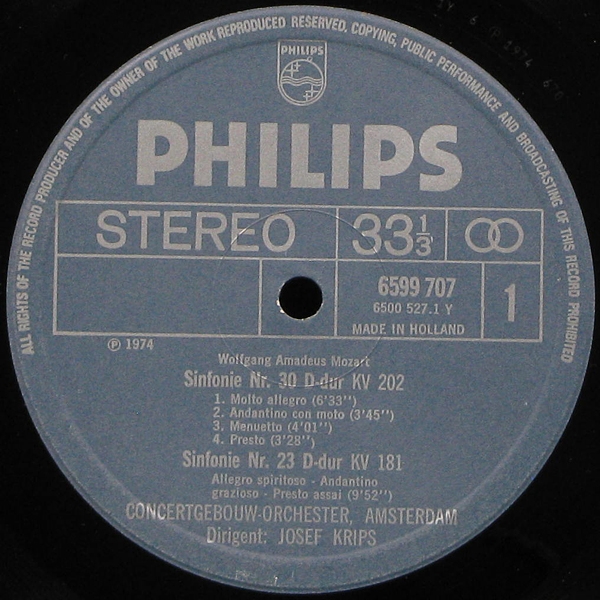 ALL RIGHTS OF THE RECORD PRODUCER AND OF THE OWNER OF THE WORK REPRODUCED RESERVED. COPYING, PUBLIC PERFORMANCE AND BROADCASTING OF THIS RECORD PROHIBITED
PHILIPS
PHILIPS
STEREO 33 1/3
6599 707
6500 527.1 Y
MADE IN HOLLAND
1
℗ 1974
Wolfgang Amadeus Mozart
Sinfonie Nr. 30 D-dur KV 202
1. Molto allegro (6'33'')
2. Andantino con moto (3'45'')
3. Menuetto (4'01'')
4. Presto (3'28'')
Sinfonie Nr. 23 D-dur KV 181
Allegro spiritoso - Andantino
grazioso - Presto assai (9'52'')
CONCERTGEBOUW-ORCHESTER, AMSTERDAM
Dirigent: JOSEF KRIPS